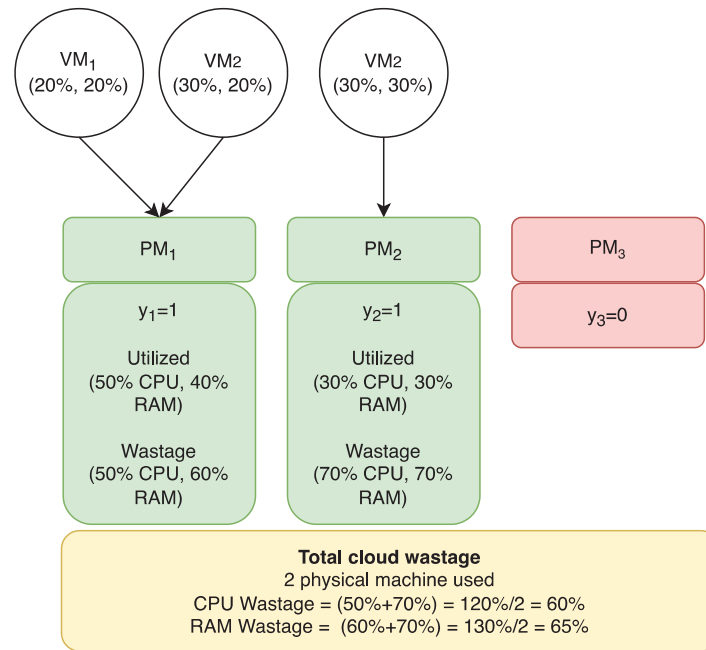 VM₁
(20%, 20%)
VM2
(30%, 20%)
VM2
(30%, 30%)
PM₁
PM₂
PM₃
y₁=1
Utilized
(50% CPU, 40%
RAM)
Wastage
(50% CPU, 60%
RAM)
y₂=1
Utilized
(30% CPU, 30%
RAM)
Wastage
(70% CPU, 70%
RAM)
y₃=0
Total cloud wastage
2 physical machine used
CPU Wastage = (50%+70%) = 120%/2 = 60%
RAM Wastage = (60%+70%) = 130%/2 = 65%